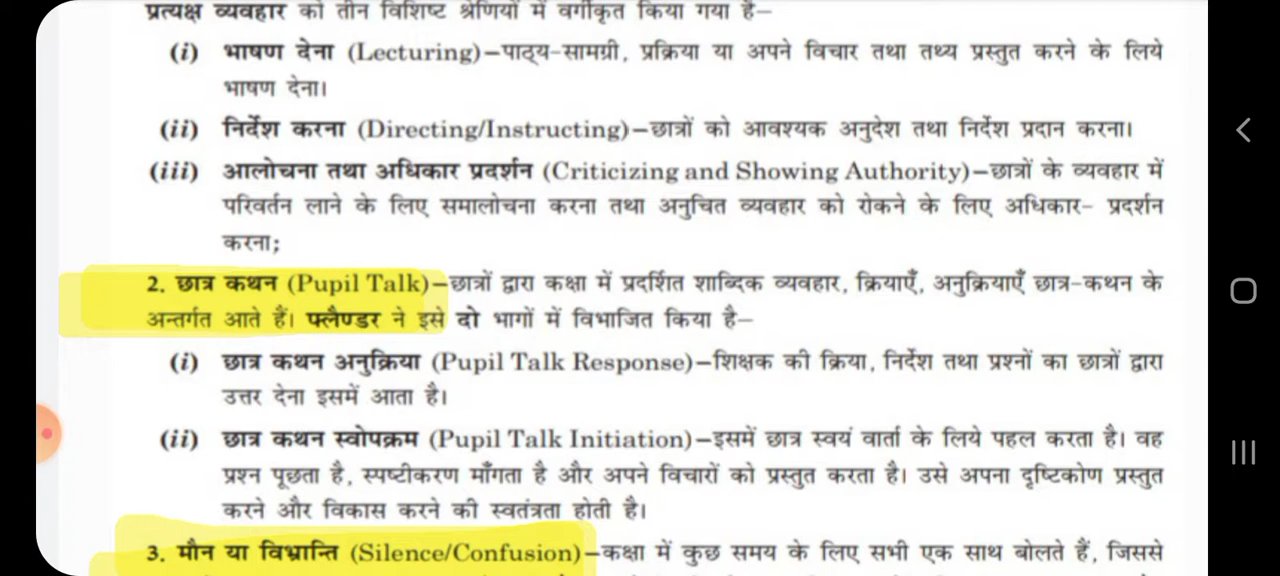 प्रत्यक्ष व्यवहार को तीन विशिष्ट श्रेणियों में वर्गीकृत किया गया है–
(i) भाषण देना (Lecturing)–पाठ्य-सामग्री, प्रक्रिया या अपने विचार तथा तथ्य प्रस्तुत करने के लिये
भाषण देना।
(ii) निर्देश करना (Directing/Instructing)–छात्रों को आवश्यक अनुदेश तथा निर्देश प्रदान करना।
(iii) आलोचना तथा अधिकार प्रदर्शन (Criticizing and Showing Authority)–छात्रों के व्यवहार में
परिवर्तन लाने के लिए समालोचना करना तथा अनुचित व्यवहार को रोकने के लिए अधिकार- प्रदर्शन
करना;
2. छात्र कथन (Pupil Talk)–छात्रों द्वारा कक्षा में प्रदर्शित शाब्दिक व्यवहार, क्रियाएँ, अनुक्रियाएँ छात्र-कथन के
अन्तर्गत आते हैं। फ्लैण्डर ने इसे दो भागों में विभाजित किया है–
(i) छात्र कथन अनुक्रिया (Pupil Talk Response)–शिक्षक की क्रिया, निर्देश तथा प्रश्नों का छात्रों द्वारा
उत्तर देना इसमें आता है।
(ii) छात्र कथन स्वोपक्रम (Pupil Talk Initiation)–इसमें छात्र स्वयं वार्ता के लिये पहल करता है। वह
प्रश्न पूछता है, स्पष्टीकरण माँगता है और अपने विचारों को प्रस्तुत करता है। उसे अपना दृष्टिकोण प्रस्तुत
करने और विकास करने की स्वतंत्रता होती है।
3. मौन या विभ्रान्ति (Silence/Confusion)–कक्षा में कुछ समय के लिए सभी एक साथ बोलते हैं, जिससे